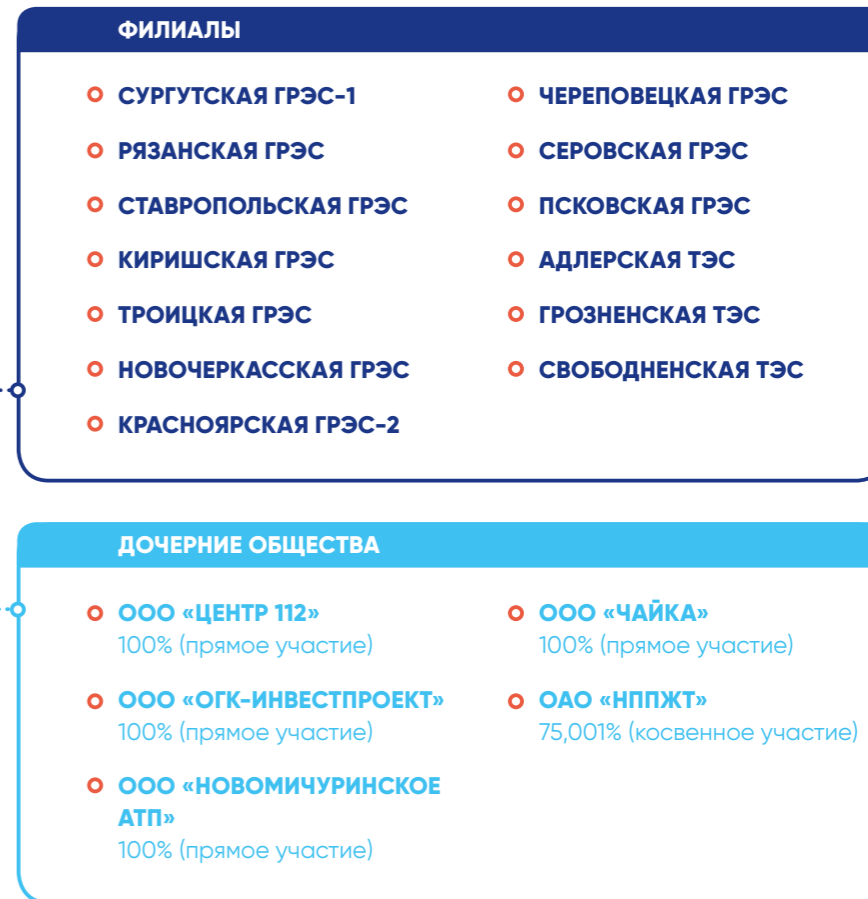 ФИЛИАЛЫ
СУРГУТСКАЯ ГРЭС-1
РЯЗАНСКАЯ ГРЭС
СТАВРОПОЛЬСКАЯ ГРЭС
КИРИШСКАЯ ГРЭС
ТРОИЦКАЯ ГРЭС
НОВОЧЕРКАССКАЯ ГРЭС
КРАСНОЯРСКАЯ ГРЭС-2
ЧЕРЕПОВЕЦКАЯ ГРЭС
СЕРОВСКАЯ ГРЭС
ПСКОВСКАЯ ГРЭС
АДЛЕРСКАЯ ТЭС
ГРОЗНЕНСКАЯ ТЭС
СВОБОДНЕНСКАЯ ТЭС
ДОЧЕРНИЕ ОБЩЕСТВА
ООО «ЦЕНТР 112»
100% (прямое участие)
ООО «ОГК-ИНВЕСТПРОЕКТ»
100% (прямое участие)
ООО «НОВОМИЧУРИНСКОЕ
АТП»
100% (прямое участие)
ООО «ЧАЙКА»
100% (прямое участие)
ОАО «НППЖТ»
75,001% (косвенное участие)